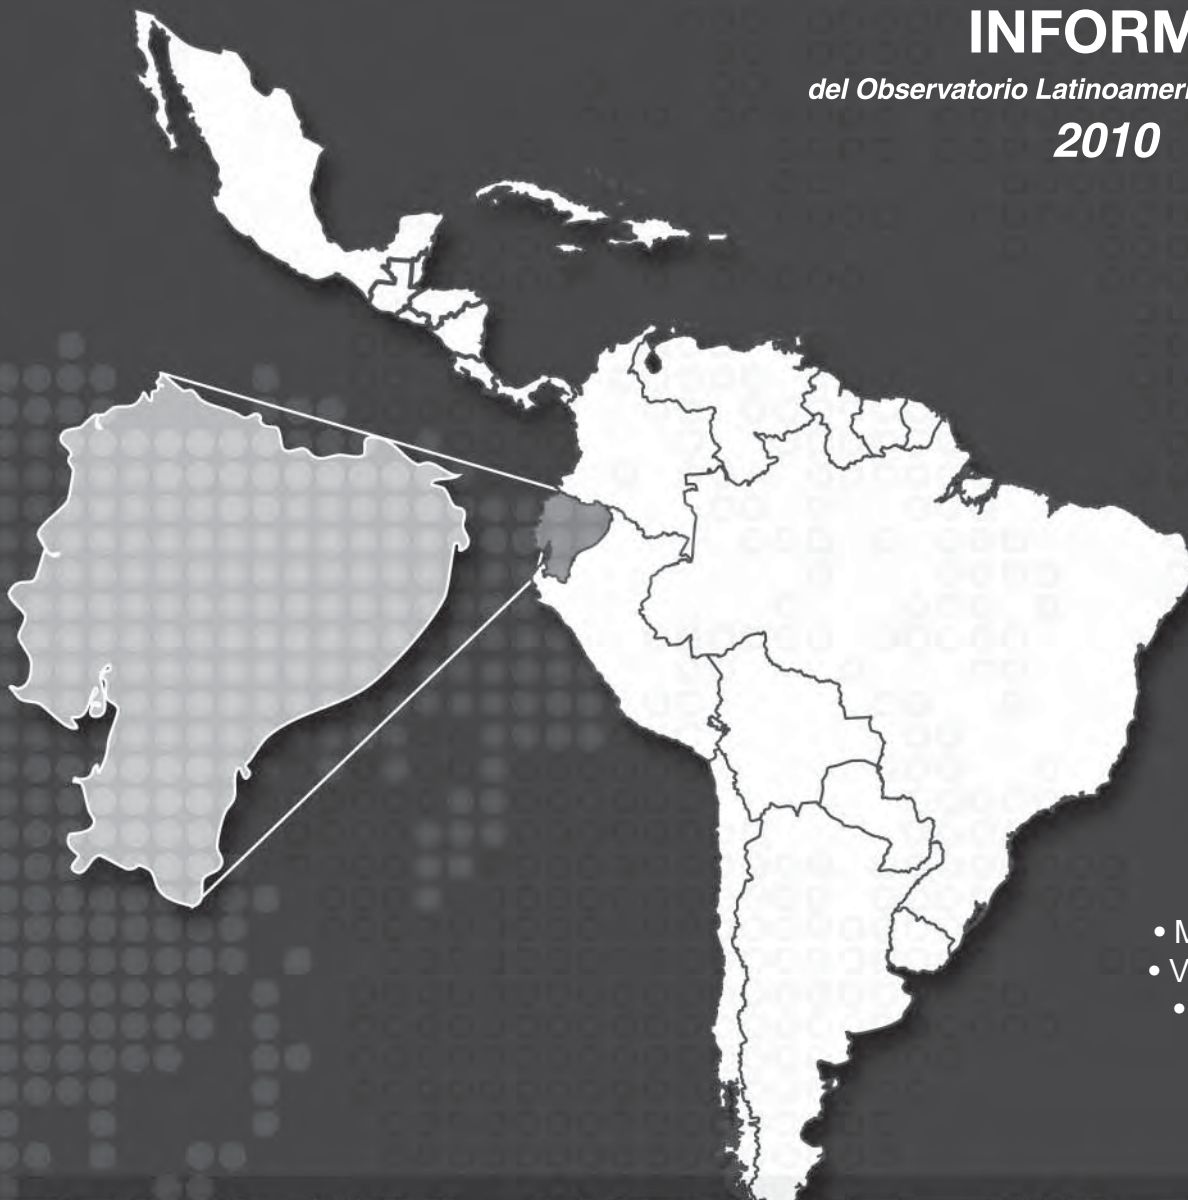 INFORM
del Observatorio Latinoameri
2010
• M
• V
•